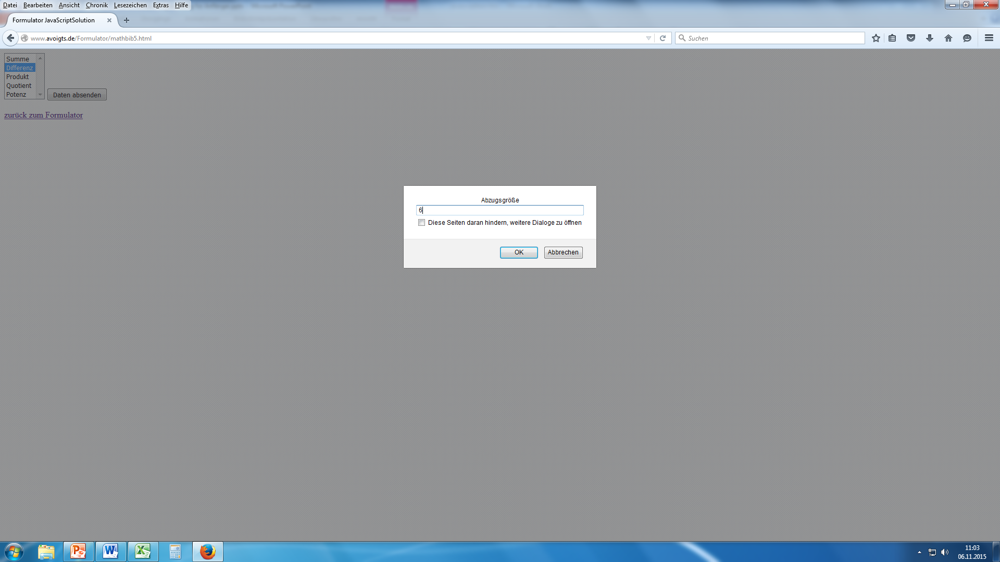 Datei Bearbeiten Ansicht Chronik Lesezeichen Extras Hilfe
Formulator JavaScriptSolution
www.avoigts.de/Formulator/mathbib5.html
Suchen
Summe
Differenz
Produkt
Quotient
Potenz
Daten absenden
zurück zum Formulator
Abzugsgröße
6
Diese Seiten daran hindern, weitere Dialoge zu öffnen
OK Abbrechen
11:03
06.11.2015